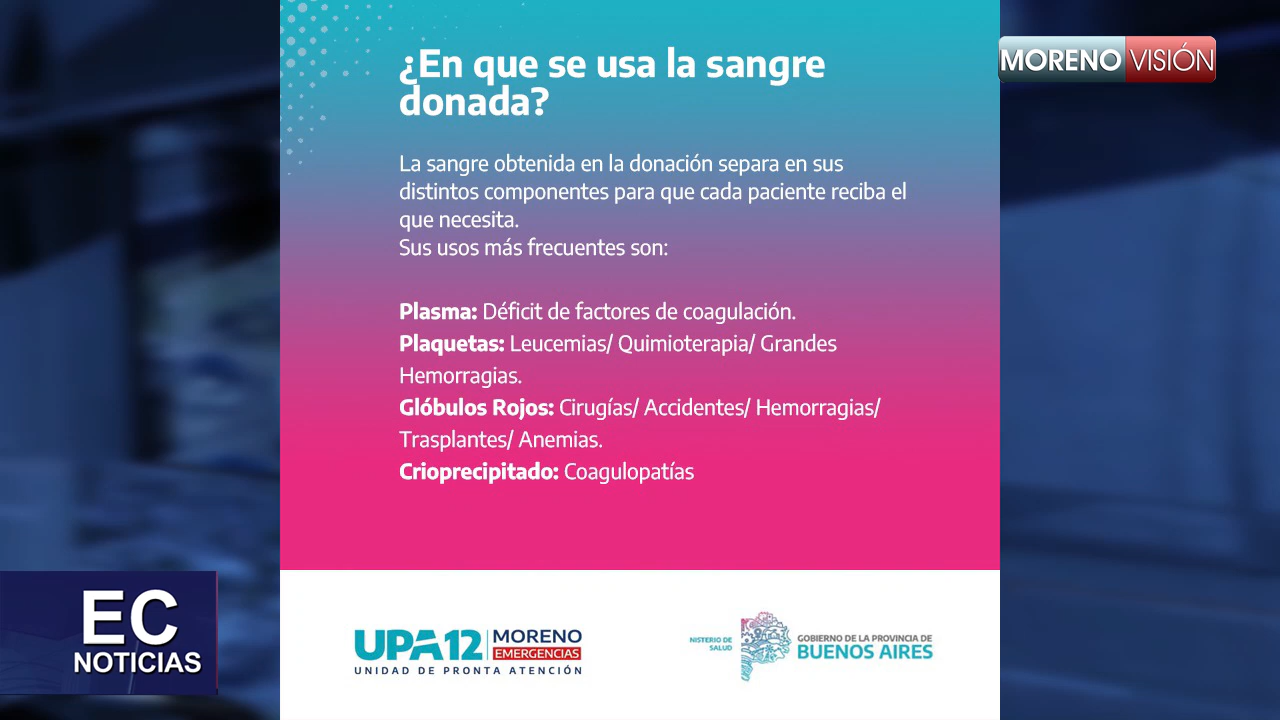 ¿En que se usa la sangre
donada?
MORENO VISIÓN
La sangre obtenida en la donación separa en sus
distintos componentes para que cada paciente reciba el
que necesita.
Sus usos más frecuentes son:
Plasma: Déficit de factores de coagulación.
Plaquetas: Leucemias/ Quimioterapia/ Grandes
Hemorragias.
Glóbulos Rojos: Cirugías/ Accidentes/ Hemorragias/
Trasplantes/ Anemias.
Crioprecipitado: Coagulopatías
EC
NOTICIAS
UPA12 MORENO
EMERGENCIAS
UNIDAD DE PRONTA ATENCIÓN
NISTERIO DE
SALUD
GOBIERNO DE LA PROVINCIA DE
BUENOS AIRES